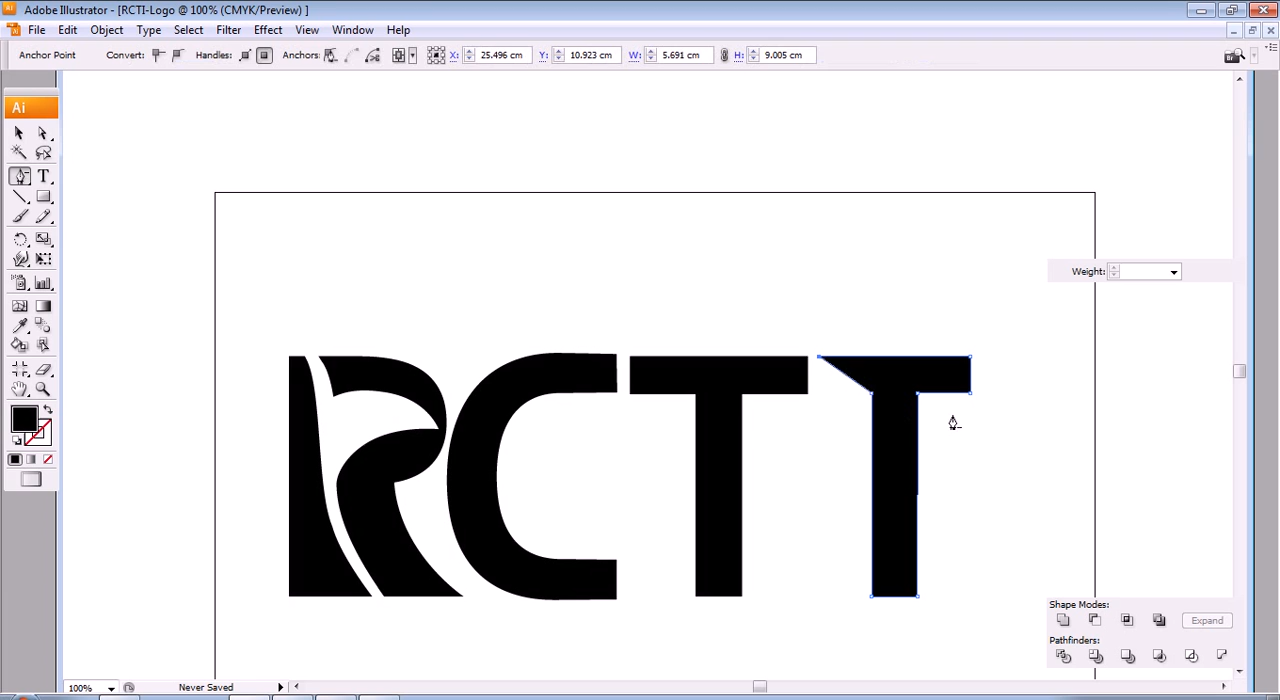 Adobe Illustrator - [RCTI-Logo @ 100% (CMYK/Preview) ]
File Edit Object Type Select Filter Effect View Window Help
Anchor Point Convert: Handles: Anchors: X: 25.496 cm Y: 10.923 cm W: 5.691 cm H: 9.005 cm
Ai
T
Weight:
RCTT
Shape Modes:
Expand
Pathfinders:
100% Never Saved